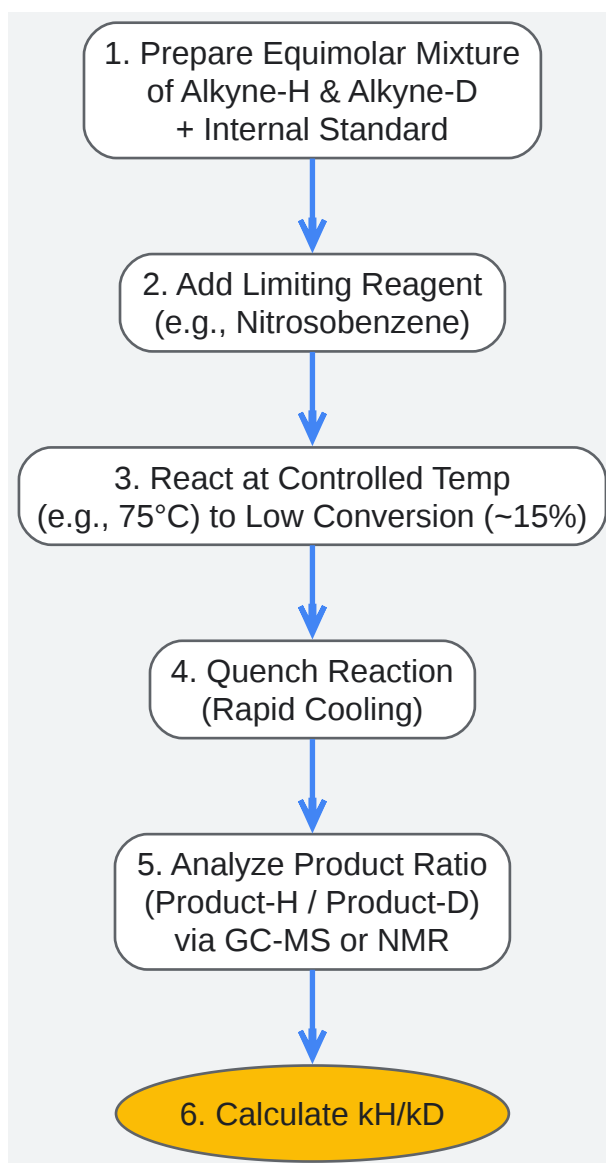 1. Prepare Equimolar Mixture
of Alkyne-H & Alkyne-D
+ Internal Standard
2. Add Limiting Reagent
(e.g., Nitrosobenzene)
3. React at Controlled Temp
(e.g., 75°C) to Low Conversion (~15%)
4. Quench Reaction
(Rapid Cooling)
5. Analyze Product Ratio
(Product-H / Product-D)
via GC-MS or NMR
6. Calculate kH/kD